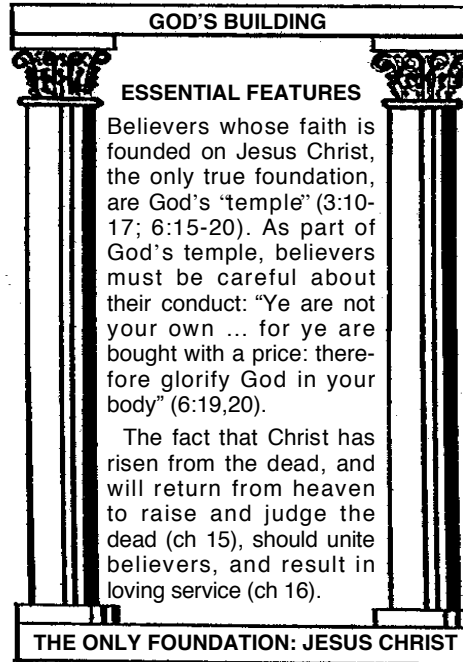 GOD'S BUILDING
ESSENTIAL FEATURES
Believers whose faith is
founded on Jesus Christ,
the only true foundation,
are God's “temple” (3:10-
17; 6:15-20). As part of
God's temple, believers
must be careful about
their conduct: “Ye are not
your own ... for ye are
bought with a price: there-
fore glorify God in your
body” (6:19,20).
The fact that Christ has
risen from the dead, and
will return from heaven
to raise and judge the
dead (ch 15), should unite
believers, and result in
loving service (ch 16).
THE ONLY FOUNDATION: JESUS CHRIST